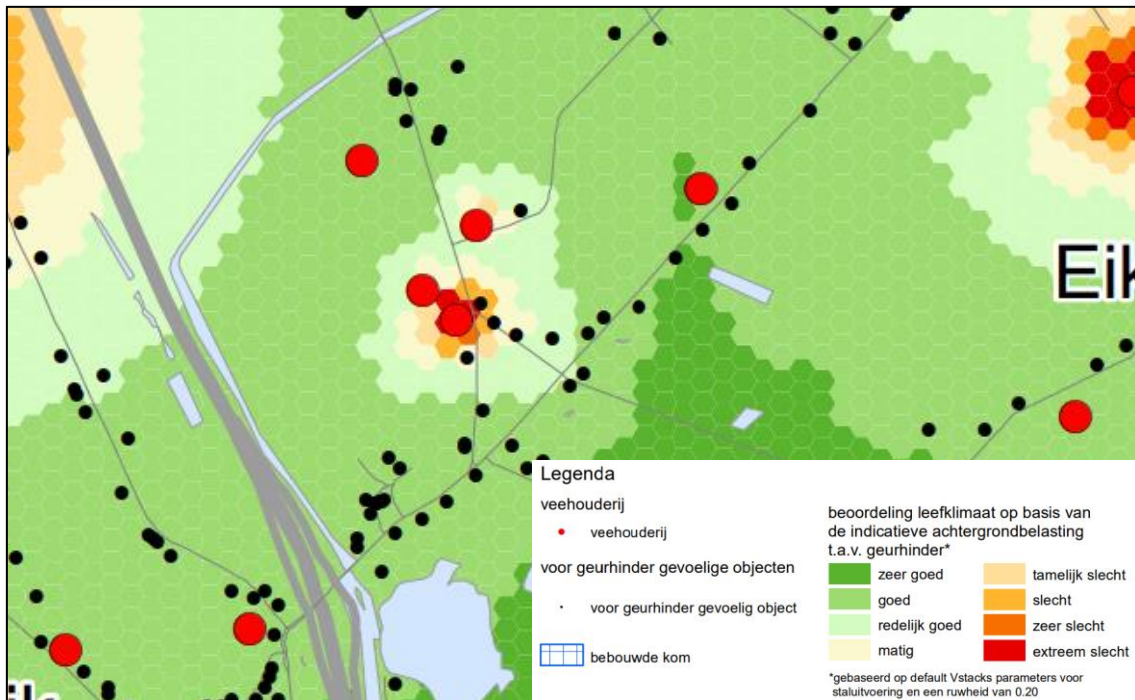 Eik
Legenda
veehouderij
veehouderij
voor geurhinder gevoelige objecten
voor geurhinder gevoelig object
bebouwde kom
beoordeling leefklimaat op basis van
de indicatieve achtergrondbelasting
t.a.v. geurhinder*
zeer goed
goed
redelijk goed
matig
tamelijk slecht
slecht
zeer slecht
extreem slecht
*gebaseerd op default Vstacks parameters voor
staluitvoering en een ruwheid van 0.20